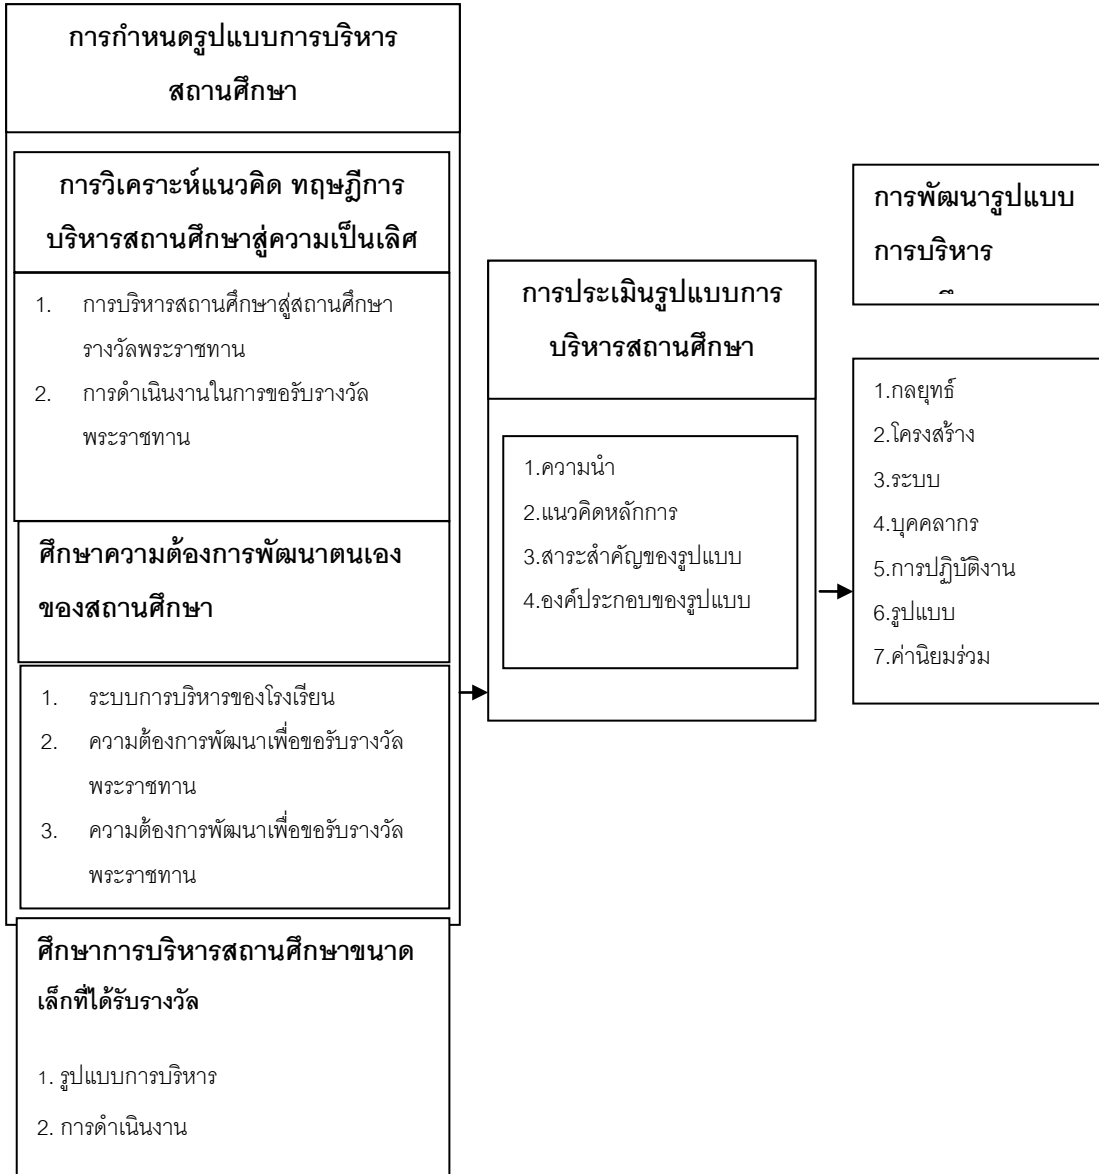 การกำหนดรูปแบบการบริหาร
สถานศึกษา
การวิเคราะห์แนวคิด ทฤษฎีการ
บริหารสถานศึกษาสู่ความเป็นเลิศ
1. การบริหารสถานศึกษาสู่สถานศึกษา
รางวัลพระราชทาน
2. การดำเนินงานในการขอรับรางวัล
พระราชทาน
ศึกษาความต้องการพัฒนาตนเอง
ของสถานศึกษา
1. ระบบการบริหารของโรงเรียน
2. ความต้องการพัฒนาเพื่อขอรับรางวัล
พระราชทาน
3. ความต้องการพัฒนาเพื่อขอรับรางวัล
พระราชทาน
ศึกษาการบริหารสถานศึกษาขนาด
เล็กที่ได้รับรางวัล
1. รูปแบบการบริหาร
2. การดำเนินงาน
การประเมินรูปแบบการ
บริหารสถานศึกษา
1.ความนำ
2.แนวคิดหลักการ
3.สาระสำคัญของรูปแบบ
4.องค์ประกอบของรูปแบบ
การพัฒนารูปแบบ
การบริหาร
1.กลยุทธ์
2.โครงสร้าง
3.ระบบ
4.บุคคลากร
5.การปฏิบัติงาน
6.รูปแบบ
7.ค่านิยมร่วม